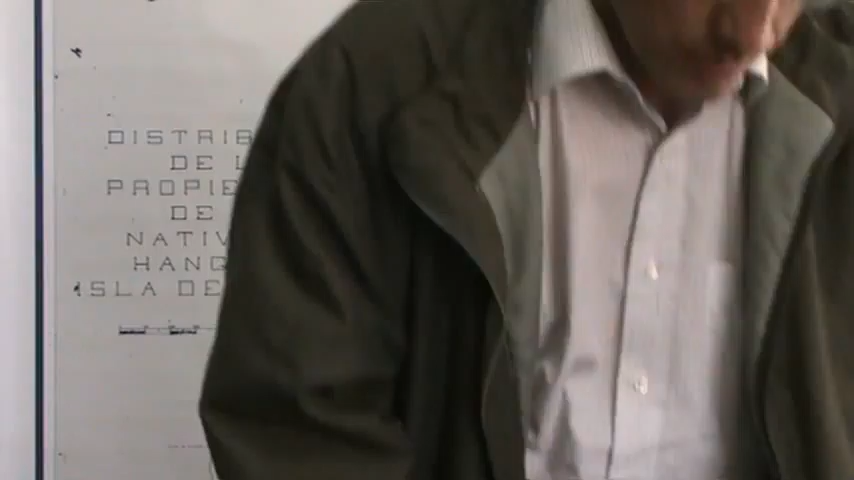 DISTRIB
DE L
PROPIE
DE
NATIV
HANG
ISLA DE